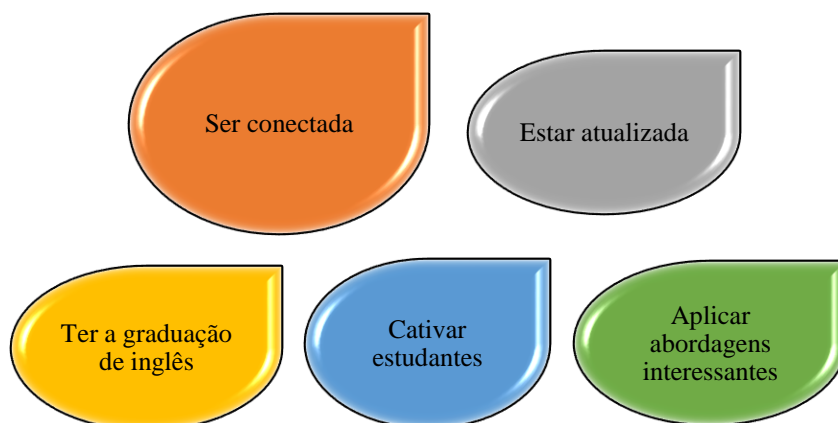 Ser conectada
Estar atualizada
Ter a graduação
de inglês
Cativar
estudantes
Aplicar
abordagens
interessantes